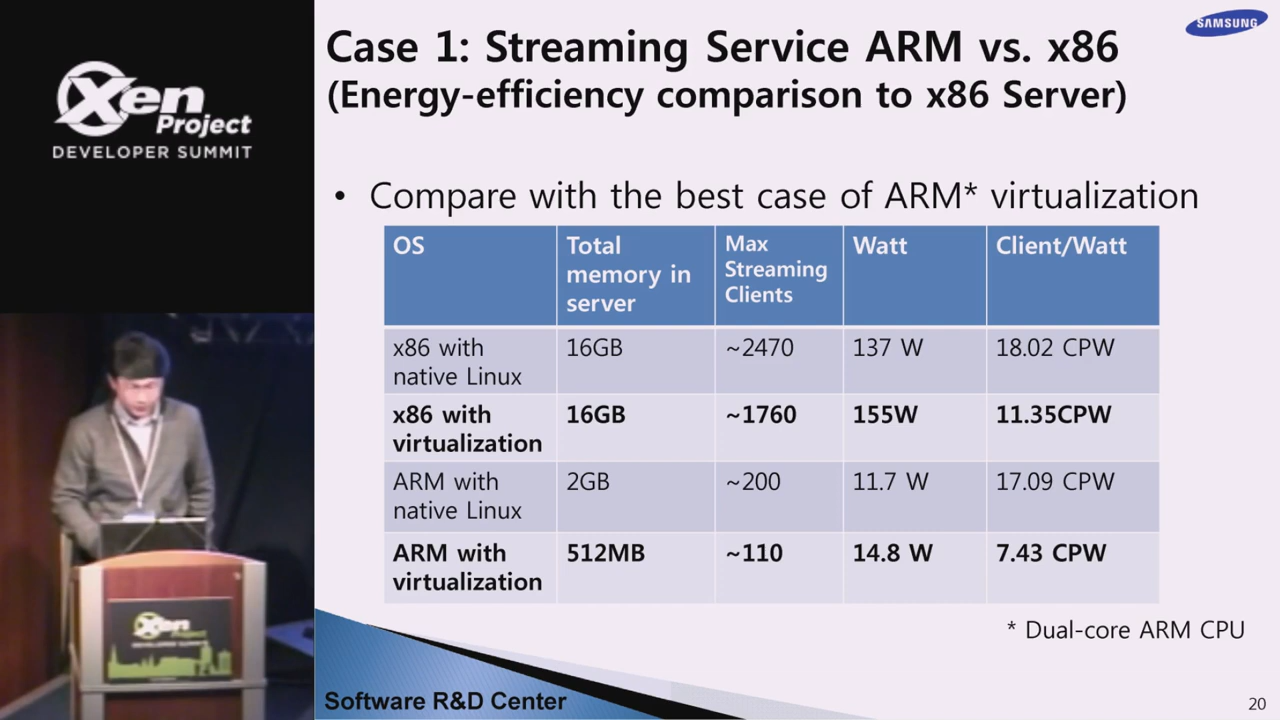 Xen
Project
DEVELOPER SUMMIT
SAMSUNG
Case 1: Streaming Service ARM vs. x86
(Energy-efficiency comparison to x86 Server)
• Compare with the best case of ARM* virtualization
OS
Total
memory in
server
Max
Streaming
Clients
Watt
Client/Watt
x86 with
native Linux
16GB
~2470
137 W
18.02 CPW
x86 with
virtualization
16GB
~1760
155W
11.35CPW
ARM with
native Linux
2GB
~200
11.7 W
17.09 CPW
ARM with
virtualization
512MB
~110
14.8 W
7.43 CPW
* Dual-core ARM CPU
Software R&D Center
20
Xen
Project
DEVELOPER SUMMIT